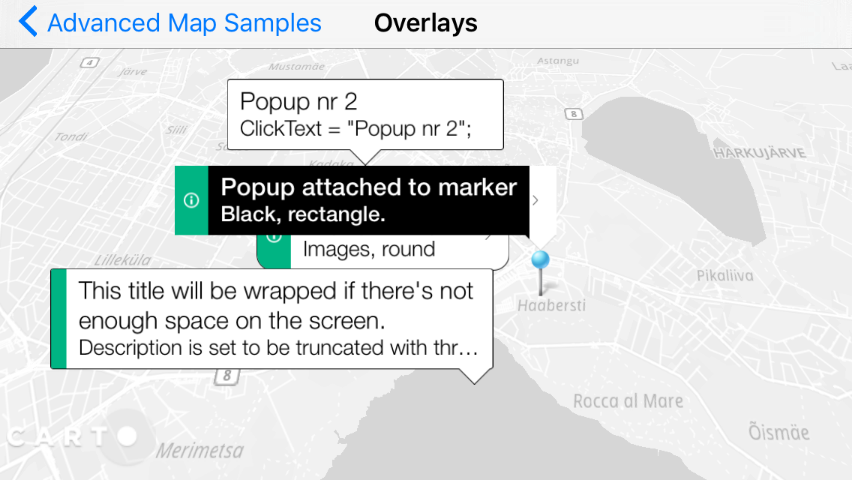 Advanced Map Samples
Overlays
4
Järve
Mustamäe
Astangu
Popup nr 2
ClickText = "Popup nr 2";
8
Tondi
Siili
HARKUJÄRVE
Kadaka
Popup attached to marker
Black, rectangle.
Images, round
Lilleküla
This title will be wrapped if there's not
enough space on the screen.
Description is set to be truncated with thr...
Pikaliiva
Haabersti
8
Rocca al Mare
CARTO
Merimetsa
Õismäe